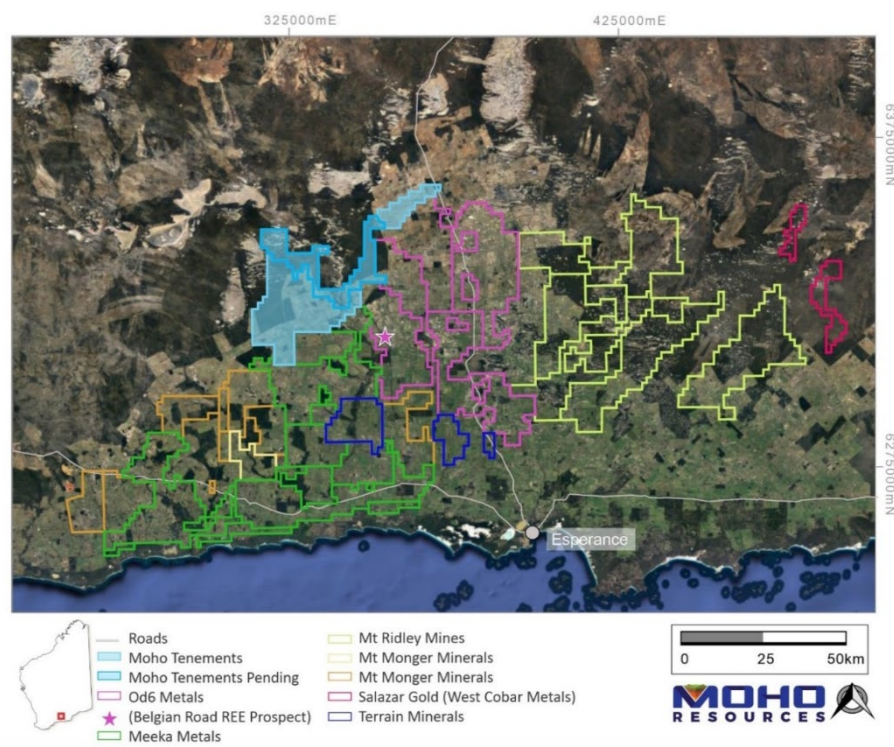 325000mE
425000mE
6375000mN
6275000mN
Esperance
Roads
Moho Tenements
Moho Tenements Pending
Od6 Metals
(Belgian Road REE Prospect)
Meeka Metals
Mt Ridley Mines
Mt Monger Minerals
Mt Monger Minerals
Salazar Gold (West Cobar Metals)
Terrain Minerals
0 25 50km
MOHO
RESOURCES